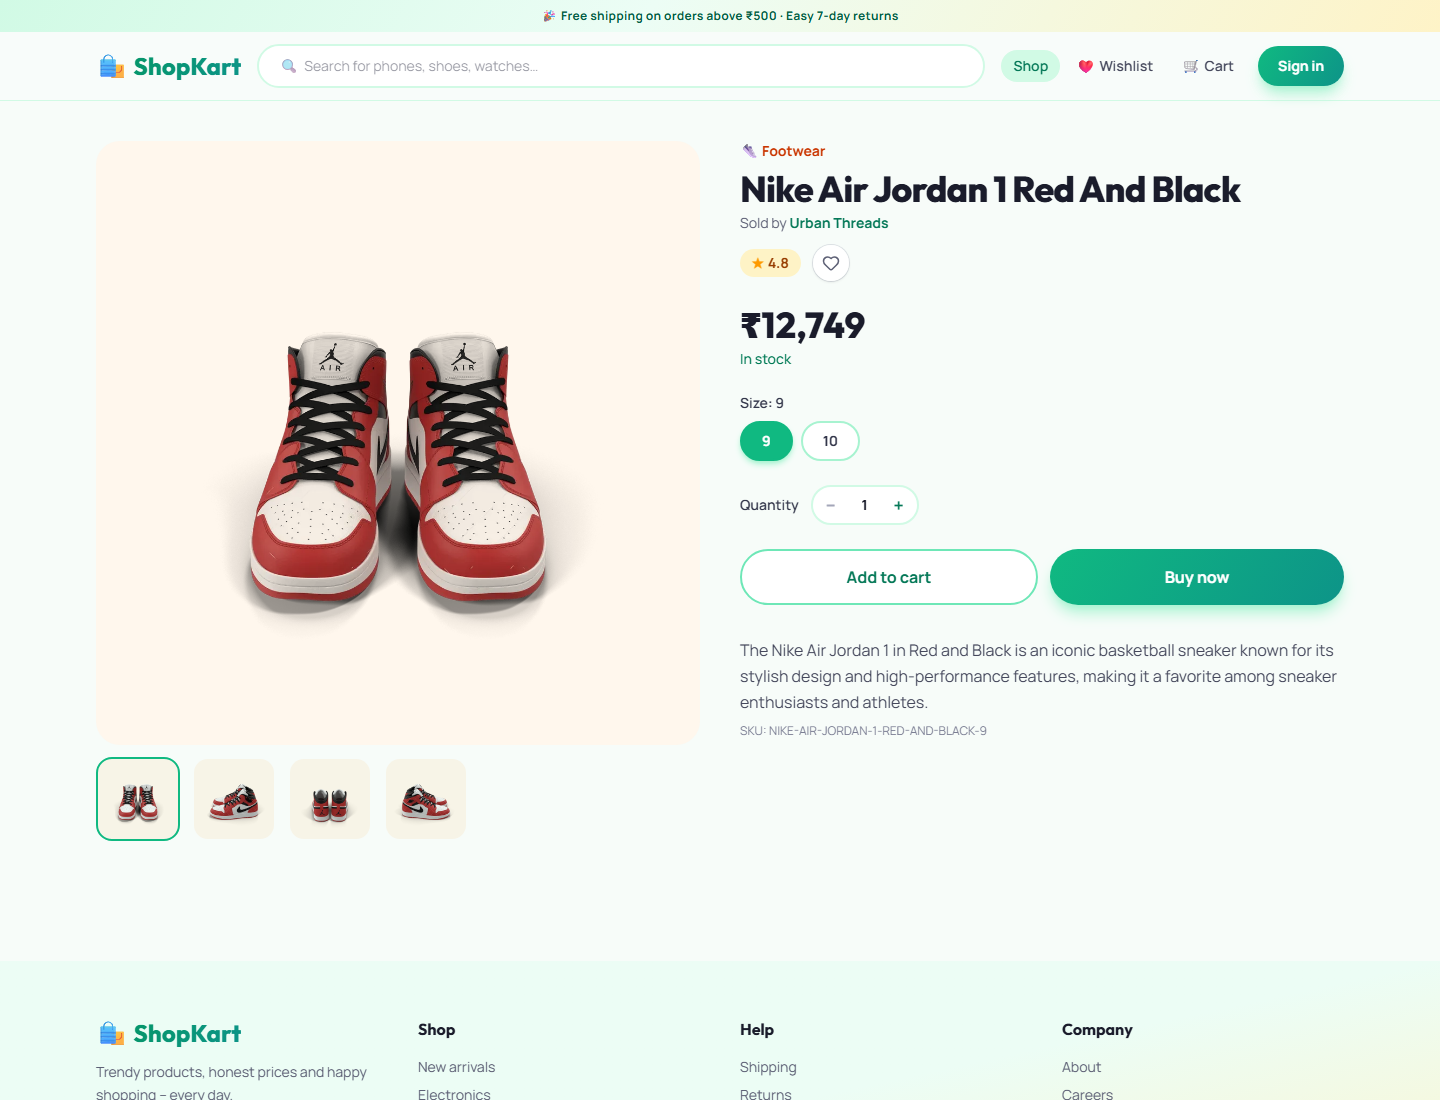 🎉 Free shipping on orders above ₹500 · Easy 7-day returns
ShopKart
Search for phones, shoes, watches...
Shop
Wishlist
Cart
Sign in
Footwear
Nike Air Jordan 1 Red And Black
Sold by Urban Threads
★ 4.8
₹12,749
In stock
Size: 9
9
10
Quantity
− 1 +
Add to cart
Buy now
The Nike Air Jordan 1 in Red and Black is an iconic basketball sneaker known for its
stylish design and high-performance features, making it a favorite among sneaker
enthusiasts and athletes.
SKU: NIKE-AIR-JORDAN-1-RED-AND-BLACK-9
AIR
AIR
ShopKart
Trendy products, honest prices and happy
shopping – every day.
Shop
New arrivals
Electronics
Help
Shipping
Returns
Company
About
Careers